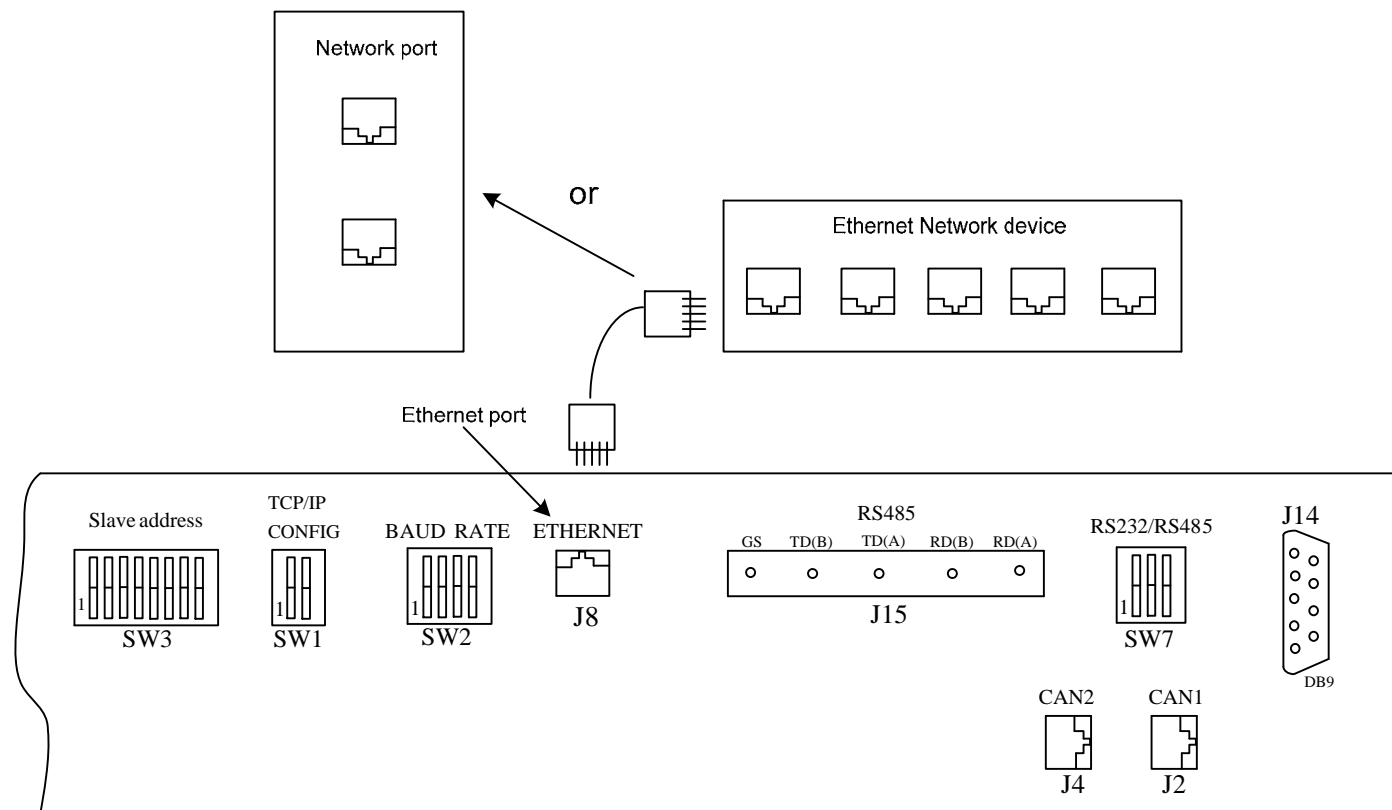 Network port
or
Ethernet Network device
Ethernet port
Slave address
1
SW3
TCP/IP
CONFIG
1
SW1
BAUD RATE
1
SW2
ETHERNET
J8
RS485
GS TD(B) TD(A) RD(B) RD(A)
J15
RS232/RS485
1
SW7
J14
DB9
CAN2
J4
CAN1
J2